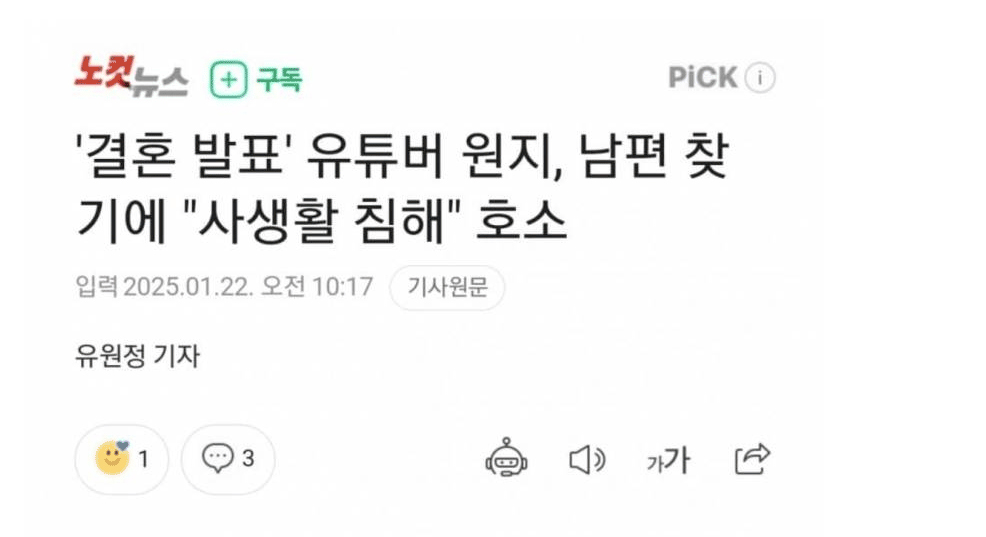 노컷뉴스 구독 PiCK i
'결혼 발표' 유튜버 원지, 남편 찾
기에 "사생활 침해" 호소
입력 2025.01.22. 오전 10:17 기사원문
유원정 기자
1 3 가가